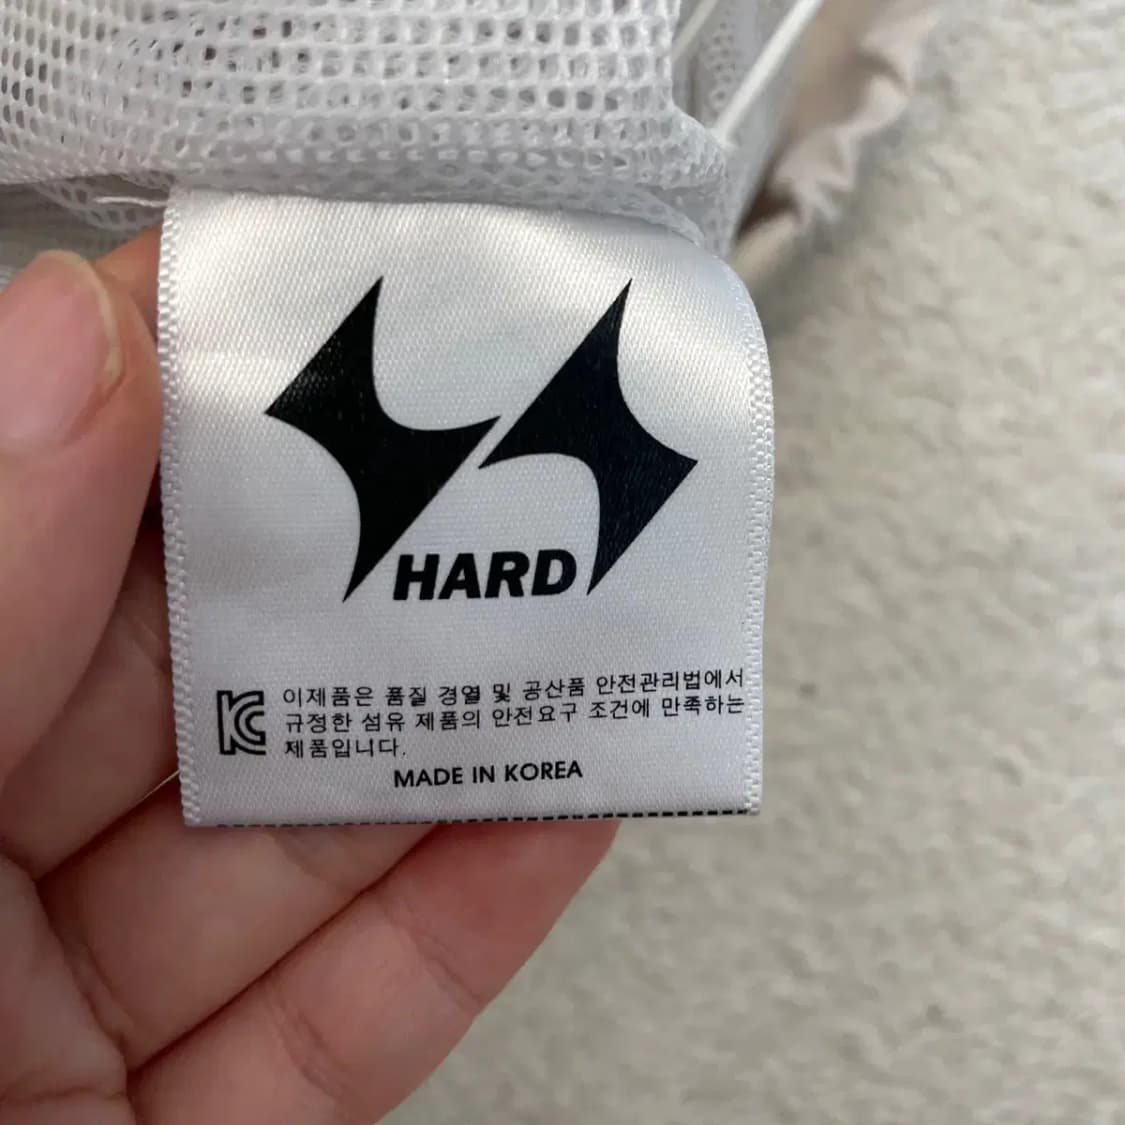 HARD
KC
이제품은 품질 경열 및 공산품 안전관리법에서
규정한 섬유 제품의 안전요구 조건에 만족하는
제품입니다.
MADE IN KOREA